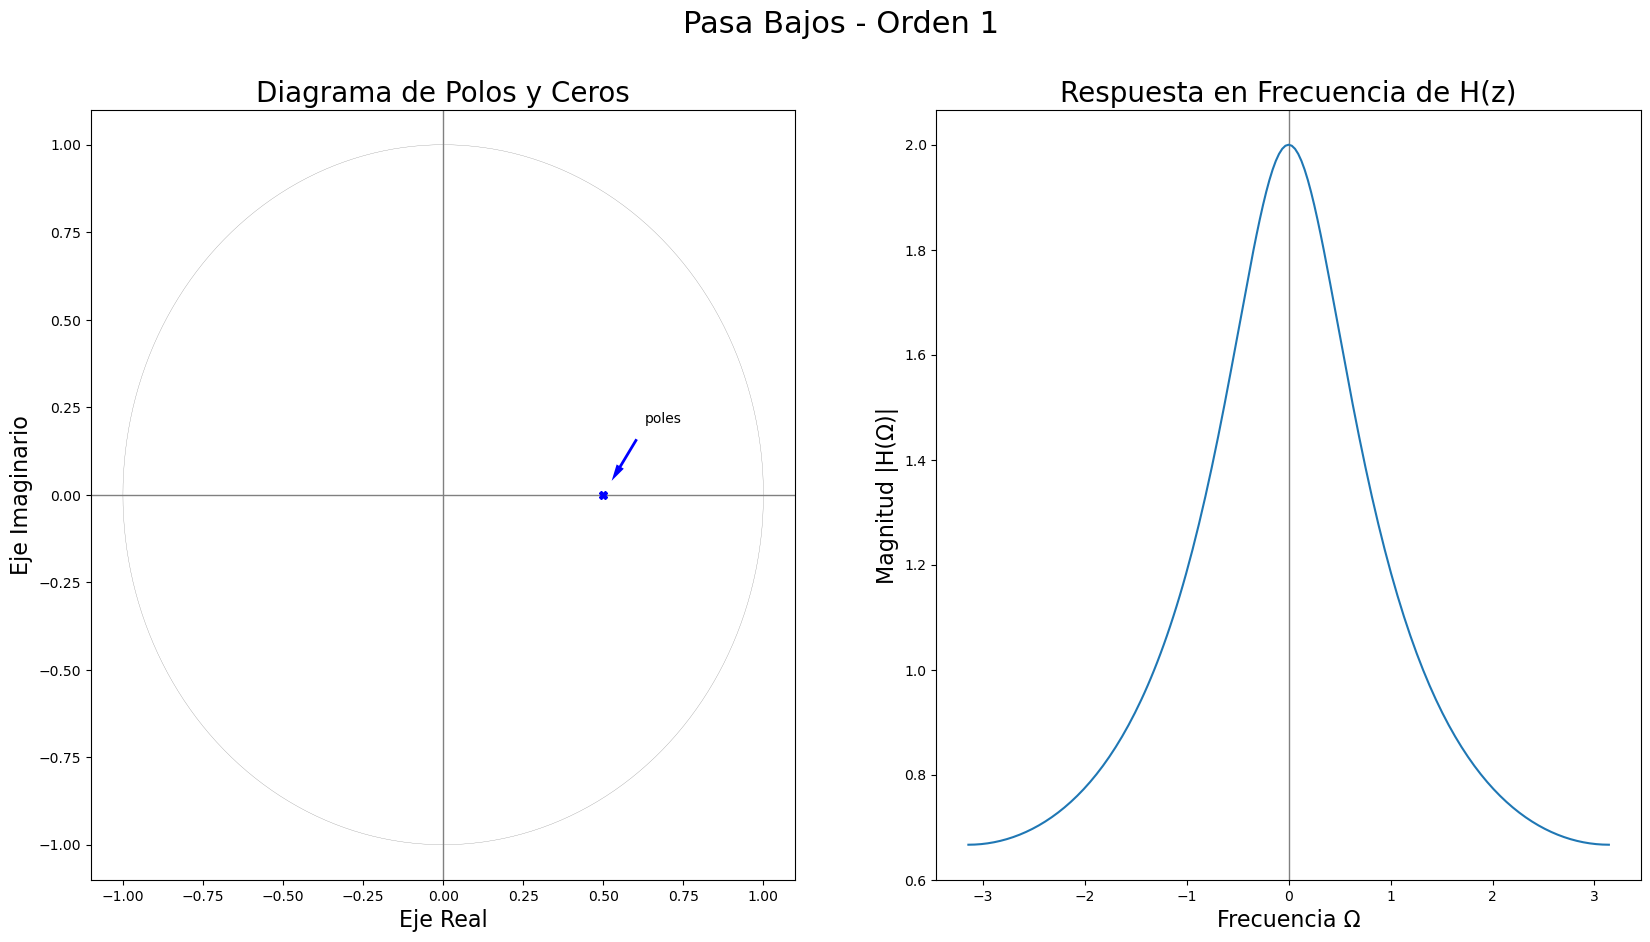 Pasa Bajos - Orden 1
Diagrama de Polos y Ceros
1.00
0.75
0.50
0.25
0.00
−0.25
−0.50
−0.75
−1.00
Eje Imaginario
poles
−1.00 −0.75 −0.50 −0.25 0.00 0.25 0.50 0.75 1.00
Eje Real
Respuesta en Frecuencia de H(z)
2.0
1.8
1.6
1.4
1.2
1.0
0.8
0.6
Magnitud |H(Ω)|
−3 −2 −1 0 1 2 3
Frecuencia Ω